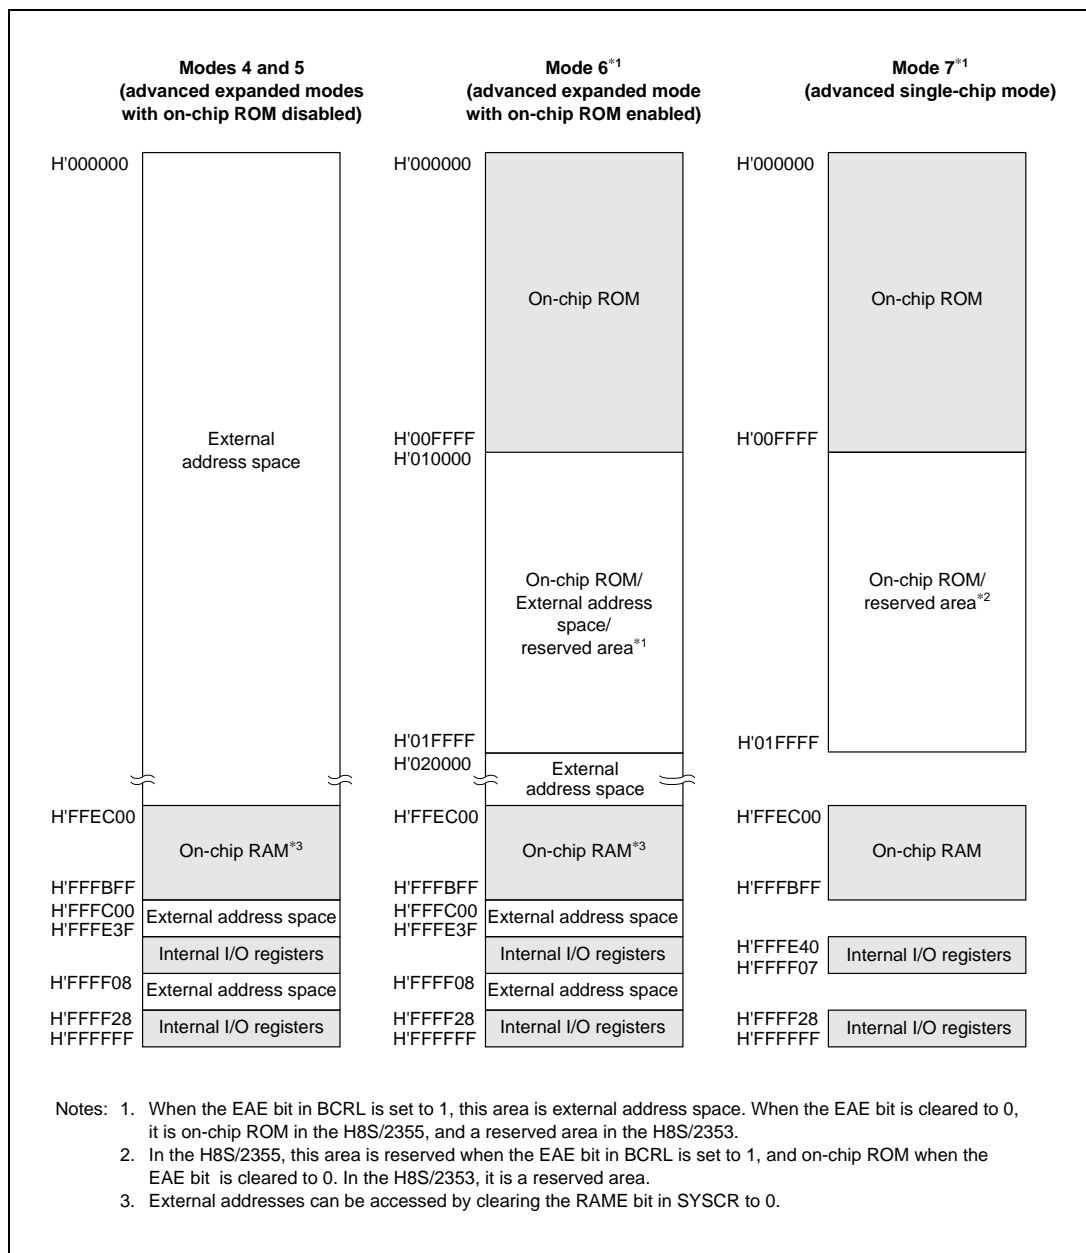 Modes 4 and 5
(advanced expanded modes
with on-chip ROM disabled)
Mode 6*1
(advanced expanded mode
with on-chip ROM enabled)
Mode 7*1
(advanced single-chip mode)
H'000000
External
address space
H'FFEC00
On-chip RAM*3
H'FFFBFF
H'FFFC00
External address space
H'FFFE3F
Internal I/O registers
H'FFFF08
External address space
H'FFFF28
Internal I/O registers
H'FFFFFF
H'000000
On-chip ROM
H'00FFFF
H'010000
On-chip ROM/
External address
space/
reserved area*1
H'01FFFF
H'020000
External
address space
H'FFEC00
On-chip RAM*3
H'FFFBFF
H'FFFC00
External address space
H'FFFE3F
Internal I/O registers
H'FFFF08
External address space
H'FFFF28
Internal I/O registers
H'FFFFFF
H'000000
On-chip ROM
H'00FFFF
On-chip ROM/
reserved area*2
H'01FFFF
H'FFEC00
On-chip RAM
H'FFFBFF
H'FFFE40
Internal I/O registers
H'FFFF07
H'FFFF28
Internal I/O registers
H'FFFFFF
Notes: 1. When the EAE bit in BCRL is set to 1, this area is external address space. When the EAE bit is cleared to 0,
it is on-chip ROM in the H8S/2355, and a reserved area in the H8S/2353.
2. In the H8S/2355, this area is reserved when the EAE bit in BCRL is set to 1, and on-chip ROM when the
EAE bit is cleared to 0. In the H8S/2353, it is a reserved area.
3. External addresses can be accessed by clearing the RAME bit in SYSCR to 0.